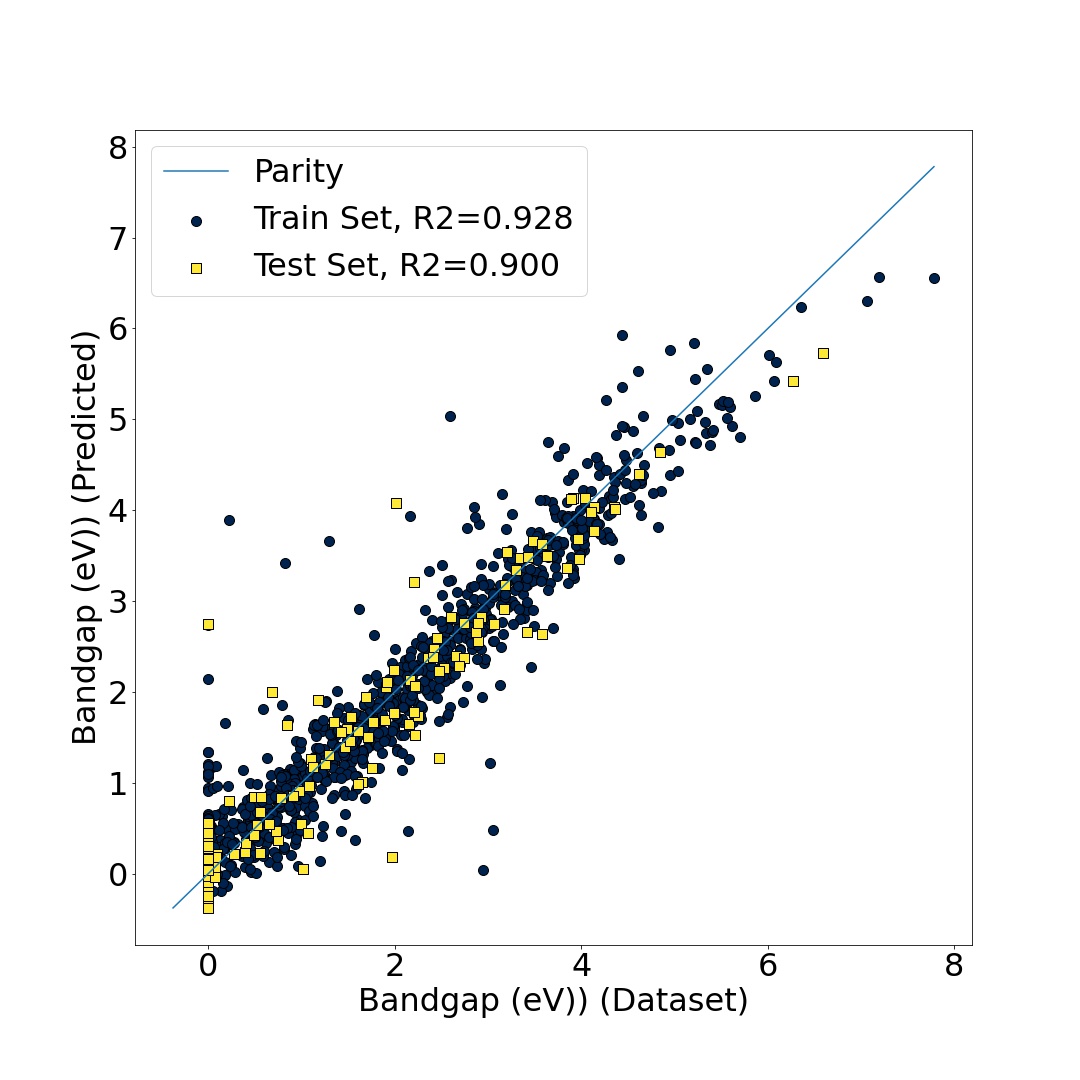 Parity
Train Set, R2=0.928
Test Set, R2=0.900
8
7
6
5
4
3
2
1
0
Bandgap (eV)) (Predicted)
0 2 4 6 8
Bandgap (eV)) (Dataset)